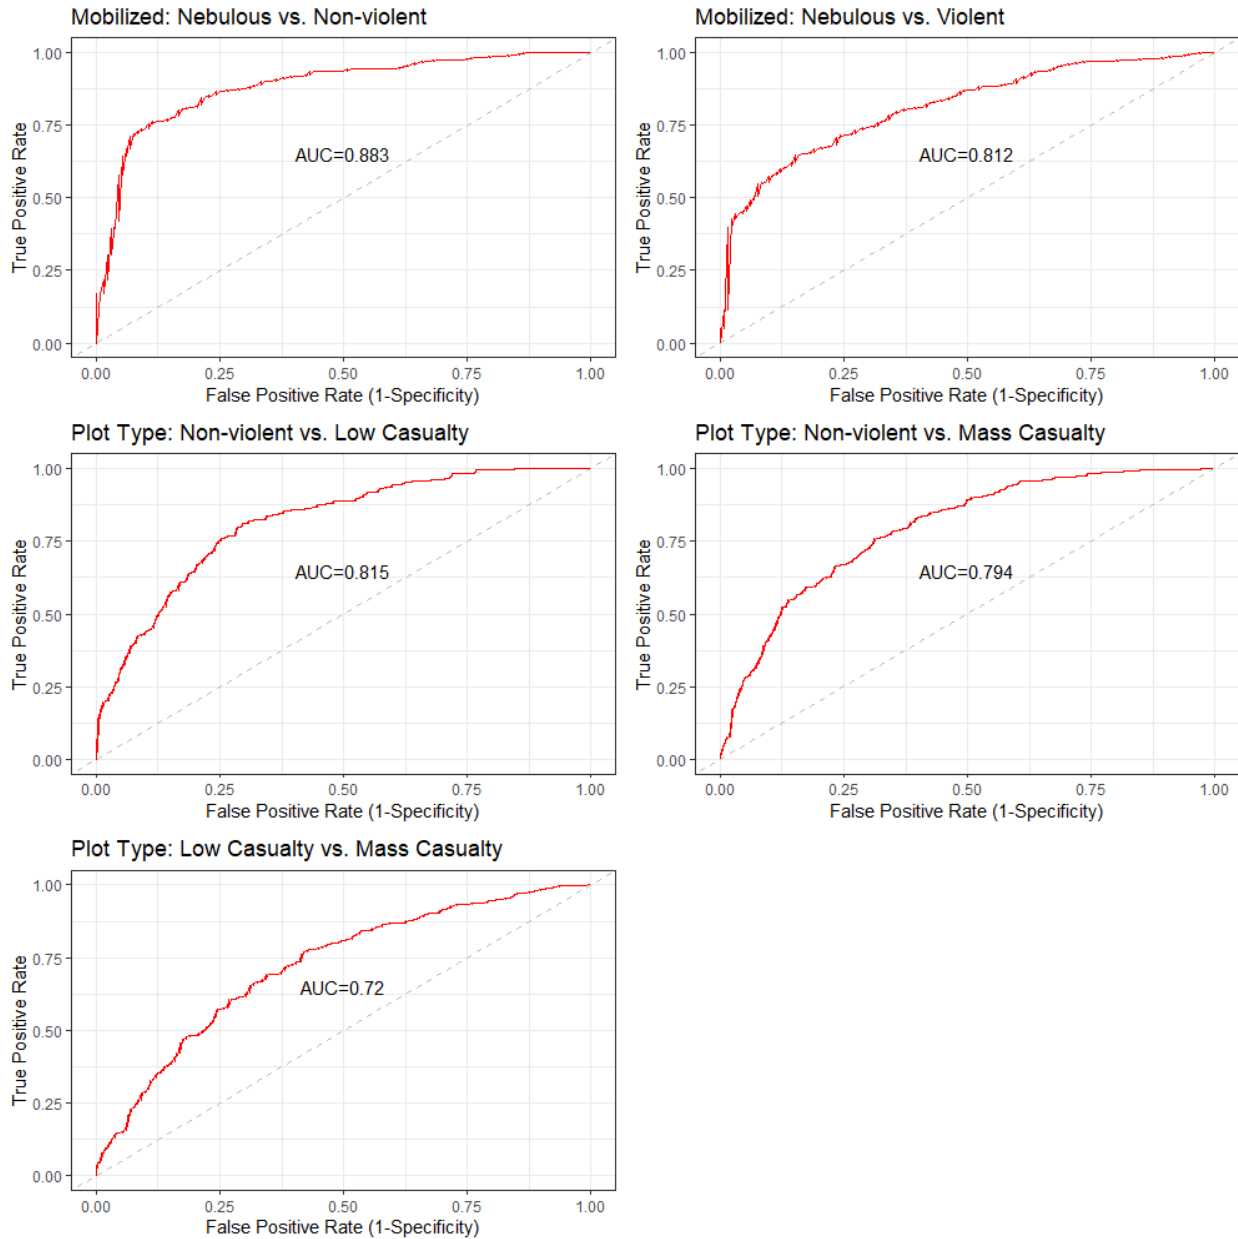 Mobilized: Nebulous vs. Non-violent
1.00
0.75
0.50
0.25
0.00
True Positive Rate
AUC=0.883
0.00 0.25 0.50 0.75 1.00
False Positive Rate (1-Specificity)
Mobilized: Nebulous vs. Violent
1.00
0.75
0.50
0.25
0.00
True Positive Rate
AUC=0.812
0.00 0.25 0.50 0.75 1.00
False Positive Rate (1-Specificity)
Plot Type: Non-violent vs. Low Casualty
1.00
0.75
0.50
0.25
0.00
True Positive Rate
AUC=0.815
0.00 0.25 0.50 0.75 1.00
False Positive Rate (1-Specificity)
Plot Type: Non-violent vs. Mass Casualty
1.00
0.75
0.50
0.25
0.00
True Positive Rate
AUC=0.794
0.00 0.25 0.50 0.75 1.00
False Positive Rate (1-Specificity)
Plot Type: Low Casualty vs. Mass Casualty
1.00
0.75
0.50
0.25
0.00
True Positive Rate
AUC=0.72
0.00 0.25 0.50 0.75 1.00
False Positive Rate (1-Specificity)